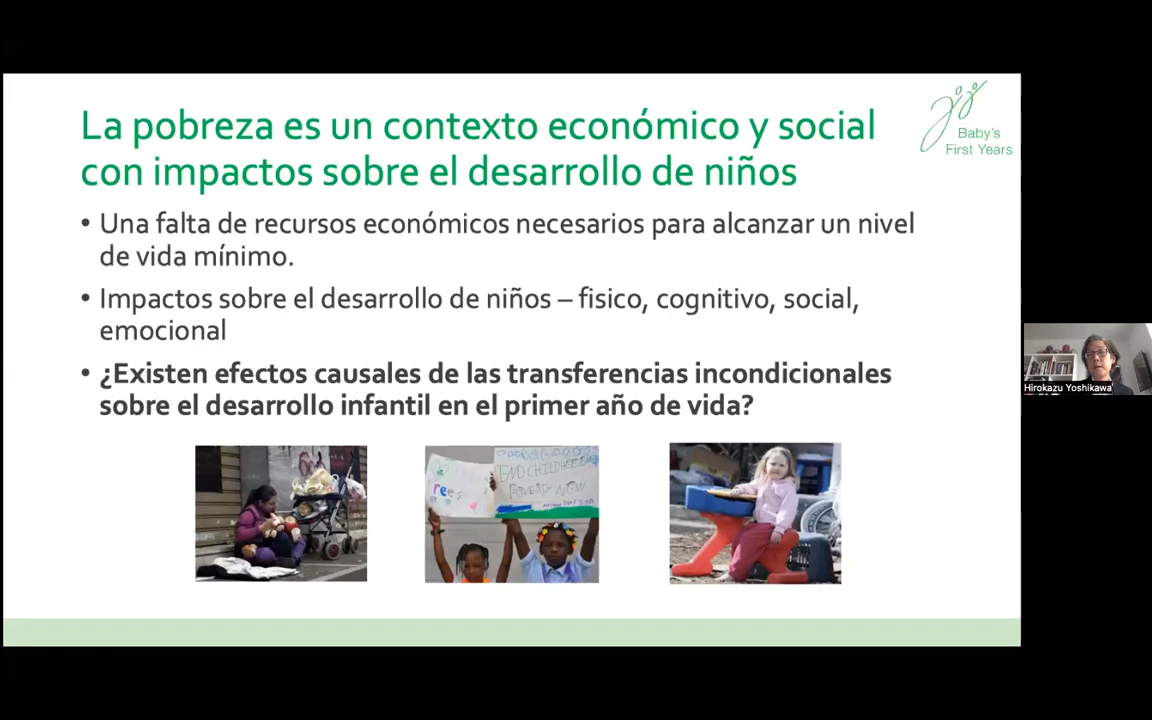 La pobreza es un contexto económico y social
con impactos sobre el desarrollo de niños
Baby's
First Years
• Una falta de recursos económicos necesarios para alcanzar un nivel
de vida mínimo.
• Impactos sobre el desarrollo de niños – fisico, cognitivo, social,
emocional
• ¿Existen efectos causales de las transferencias incondicionales
sobre el desarrollo infantil en el primer año de vida?
END CHILDHOOD
POVERTY NOW
Hirokazu Yoshikawa